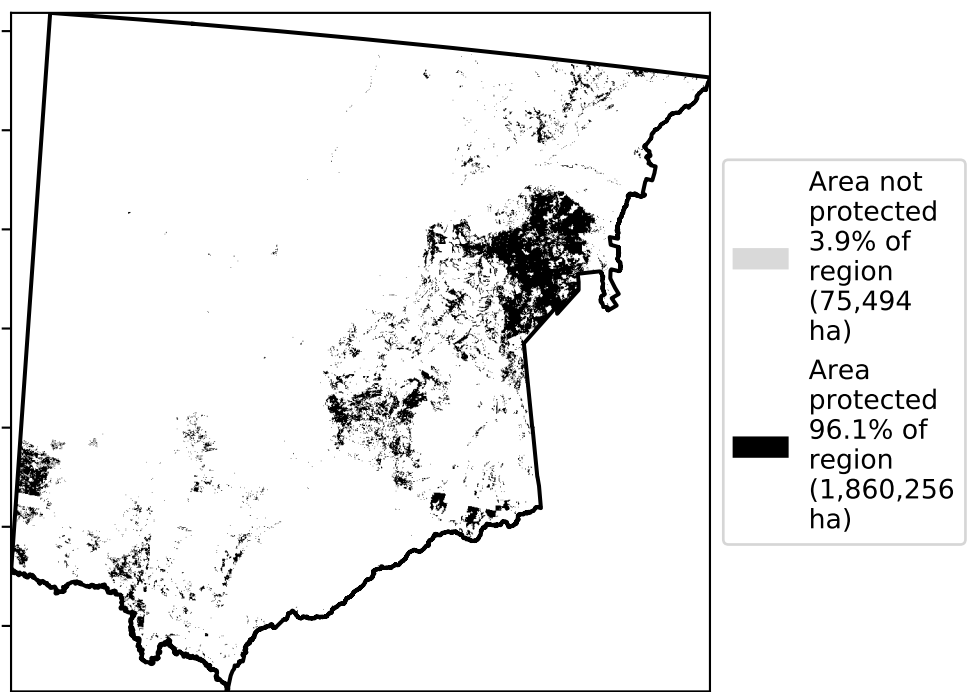 Area not
protected
3.9% of
region
(75,494
ha)
Area
protected
96.1% of
region
(1,860,256
ha)